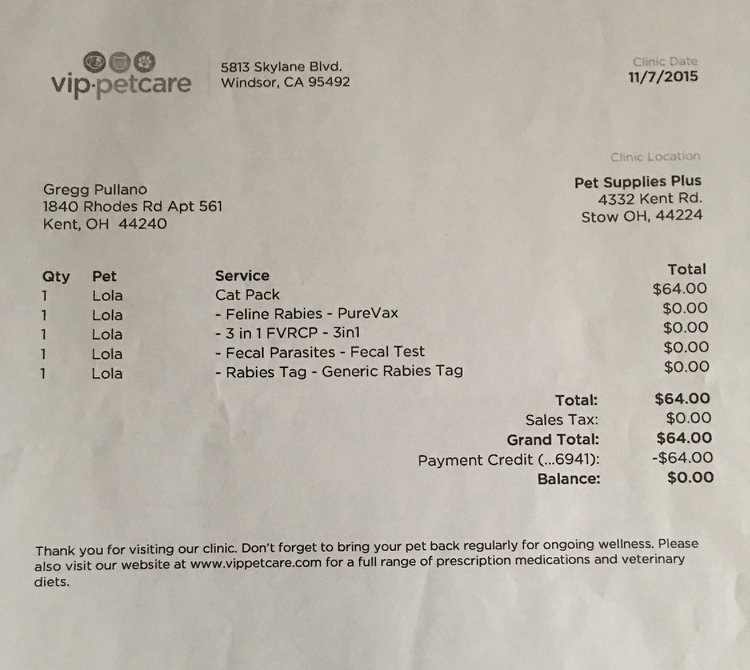 vip·petcare
5813 Skylane Blvd.
Windsor, CA 95492
Clinic Date
11/7/2015
Clinic Location
Pet Supplies Plus
4332 Kent Rd.
Stow OH, 44224
Gregg Pullano
1840 Rhodes Rd Apt 561
Kent, OH 44240
Qty Pet Service Total
1 Lola Cat Pack $64.00
1 Lola - Feline Rabies - PureVax $0.00
1 Lola - 3 in 1 FVRCP - 3in1 $0.00
1 Lola - Fecal Parasites - Fecal Test $0.00
1 Lola - Rabies Tag - Generic Rabies Tag $0.00
Total: $64.00
Sales Tax: $0.00
Grand Total: $64.00
Payment Credit (...6941): -$64.00
Balance: $0.00
Thank you for visiting our clinic. Don't forget to bring your pet back regularly for ongoing wellness. Please
also visit our website at www.vippetcare.com for a full range of prescription medications and veterinary
diets.